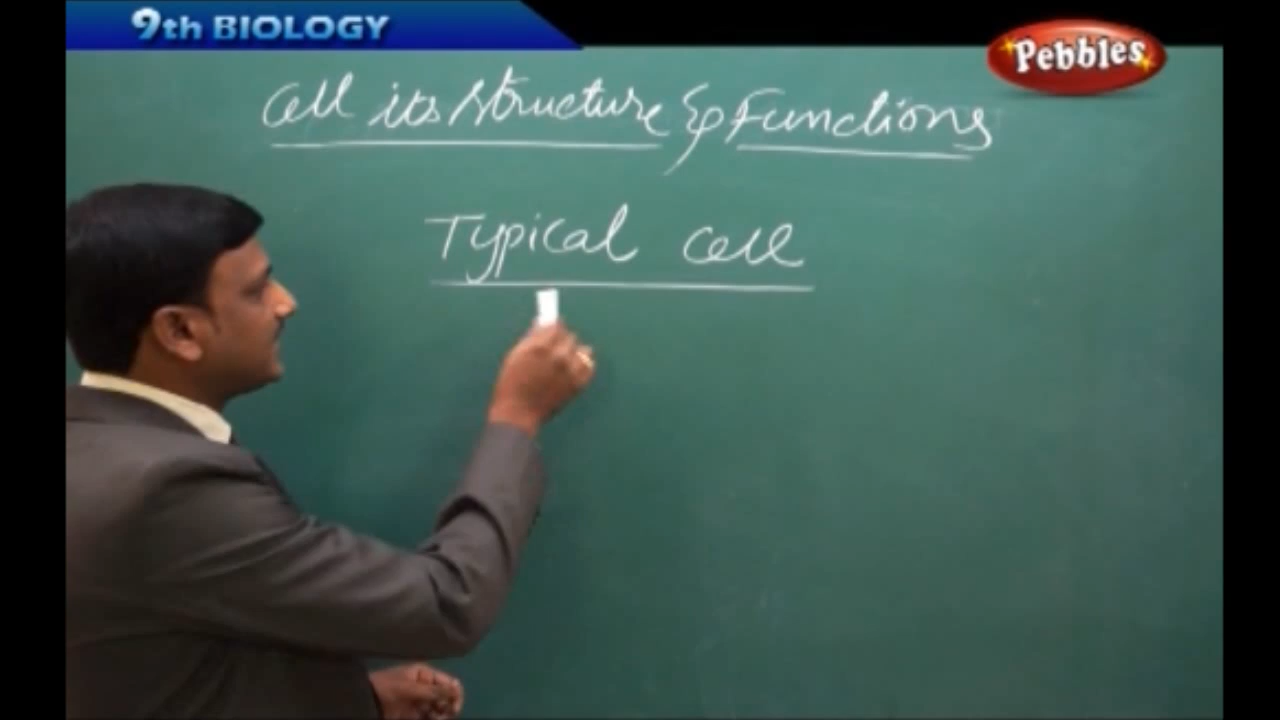 9th BIOLOGY
Pebbles
Cell its Structure & Functions
Typical cell